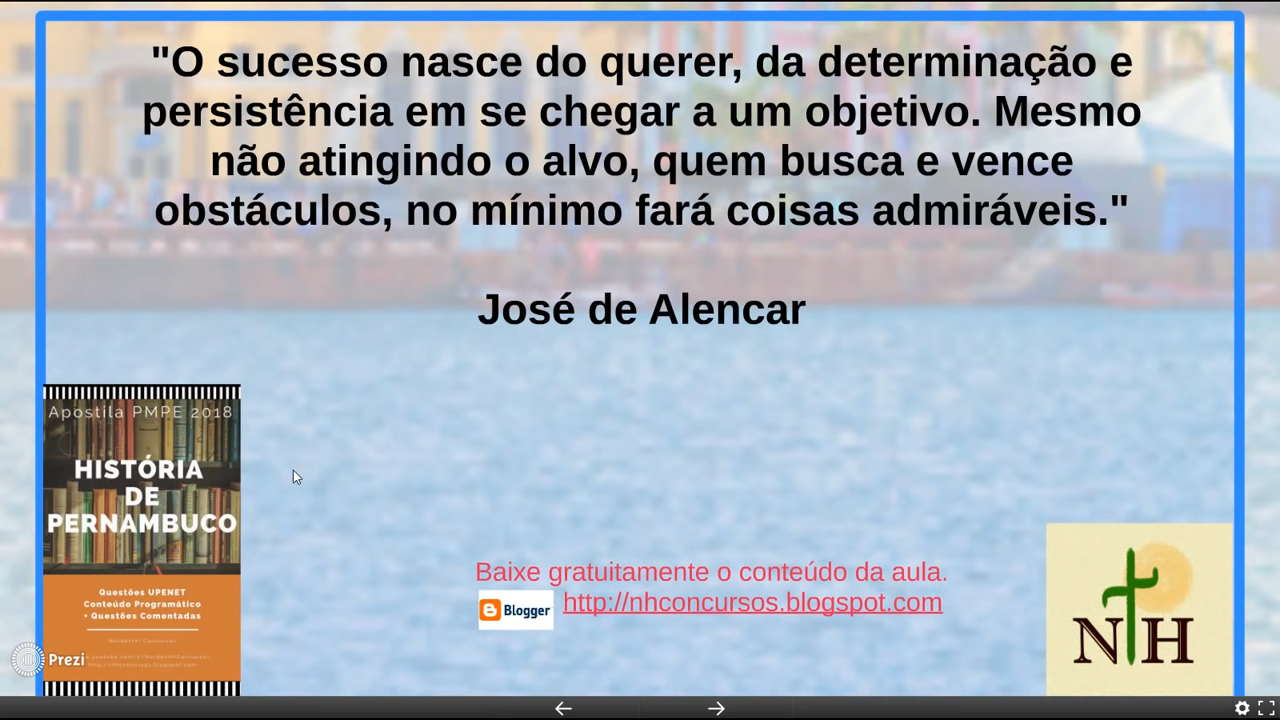 "O sucesso nasce do querer, da determinação e
persistência em se chegar a um objetivo. Mesmo
não atingindo o alvo, quem busca e vence
obstáculos, no mínimo fará coisas admiráveis."
José de Alencar
Apostila PMPE 2018
HISTÓRIA
DE
PERNAMBUCO
Questões UPENET
Conteúdo Programático
+ Questões Comentadas
Baixe gratuitamente o conteúdo da aula.
Blogger http://nhconcursos.blogspot.com
NH
Prezi